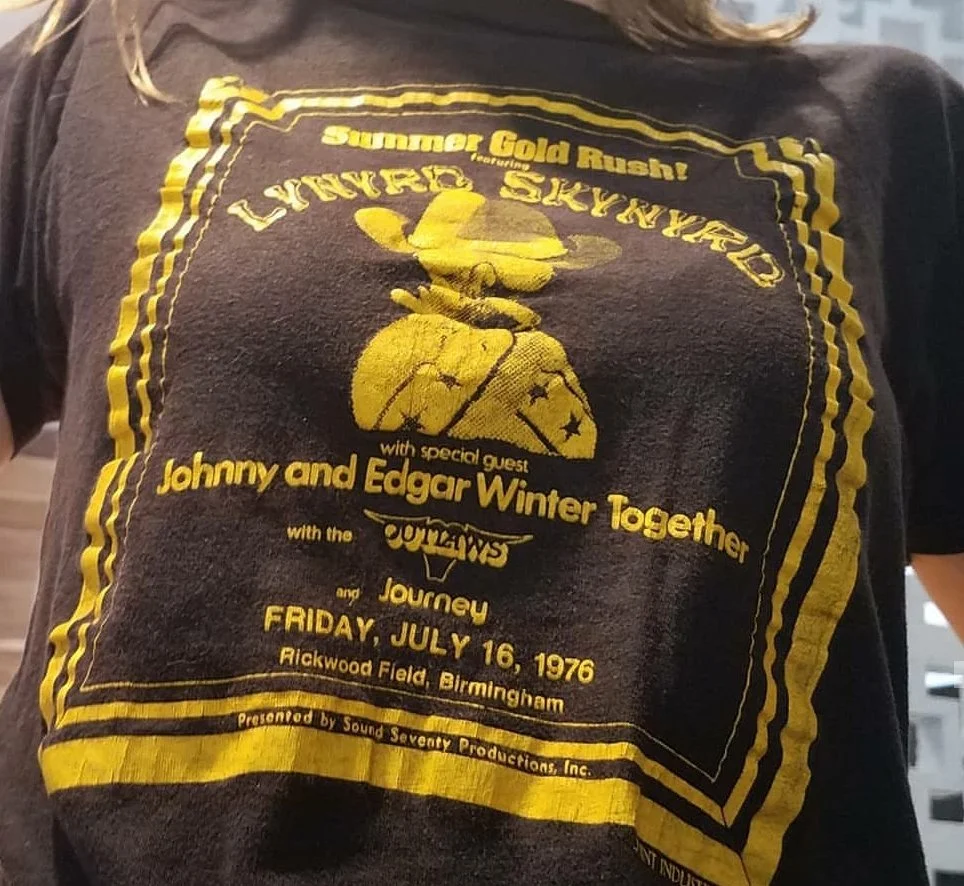 Summer Gold Rush!
featuring
LYNYRD SKYNYRD
with special guest
Johnny and Edgar Winter Together
with the OUTLAWS
and Journey
FRIDAY, JULY 16, 1976
Rickwood Field, Birmingham
Presented by Sound Seventy Productions, Inc.